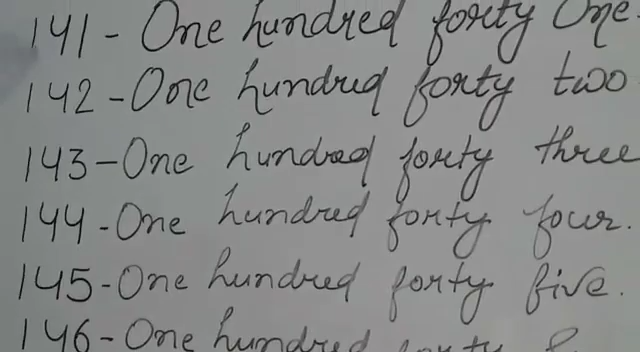 141 - One hundred forty One.
142 - One hundred forty two
143 - One hundred forty three
144 - One hundred forty four.
145 - One hundred forty five.
146 - One hundred forty